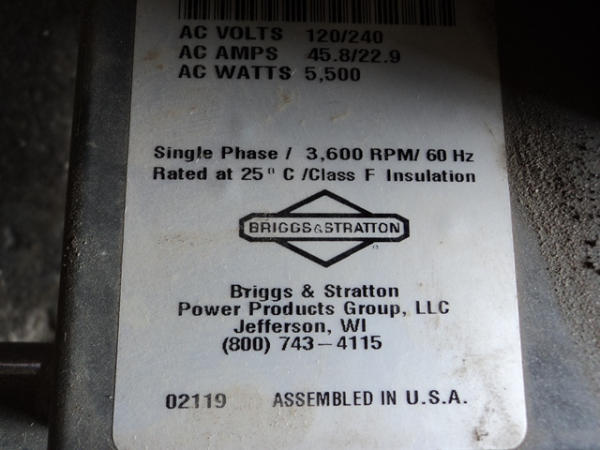 AC VOLTS 120/240
AC AMPS 45.8/22.9
AC WATTS 5,500
Single Phase / 3,600 RPM/ 60 Hz
Rated at 25° C /Class F Insulation
BRIGGS&STRATTON
Briggs & Stratton
Power Products Group, LLC
Jefferson, WI
(800) 743-4115
02119 ASSEMBLED IN U.S.A.